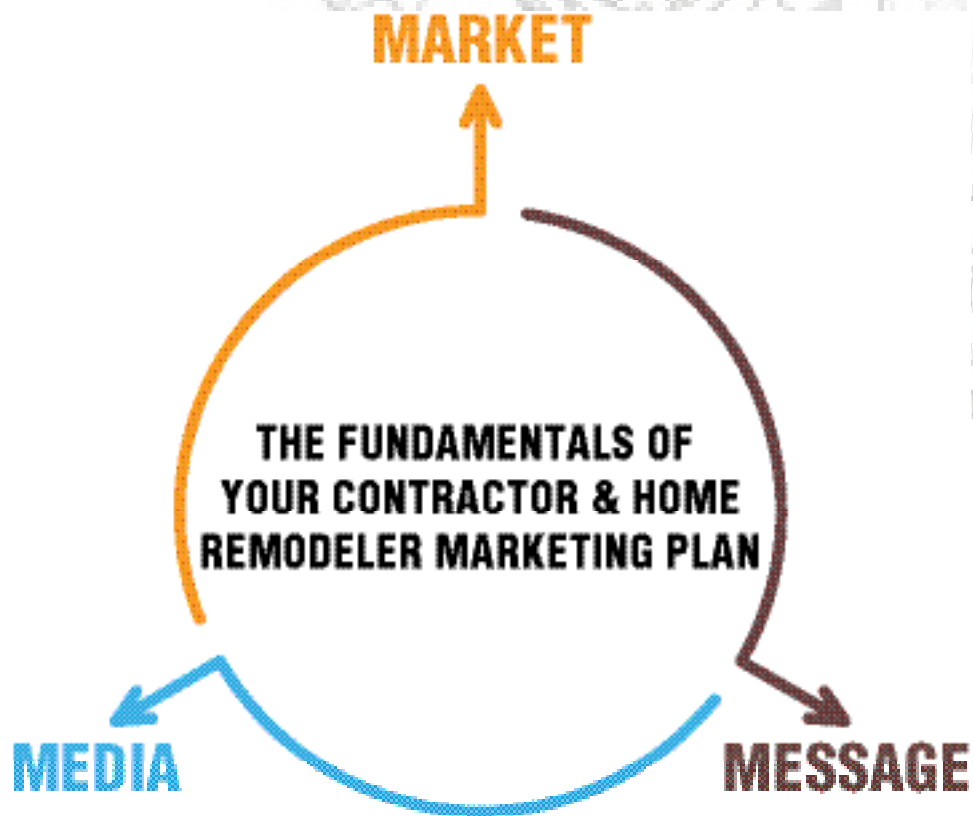 MARKET
THE FUNDAMENTALS OF
YOUR CONTRACTOR & HOME
REMODELER MARKETING PLAN
MEDIA
MESSAGE